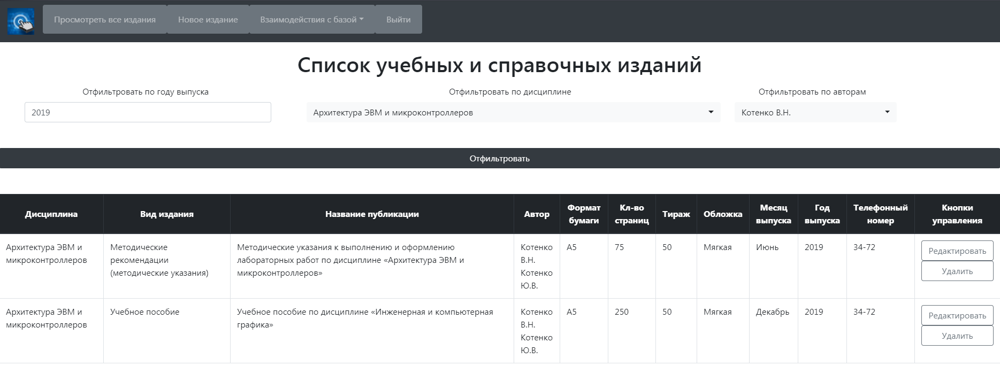 Просмотреть все издания
Новое издание
Взаимодействия с базой
Выйти
Список учебных и справочных изданий
Отфильтровать по году выпуска
Отфильтровать по дисциплине
Отфильтровать по авторам
2019
Архитектура ЭВМ и микроконтроллеров
Котенко В.Н.
Отфильтровать
Дисциплина
Вид издания
Название публикации
Автор
Формат
бумаги
Кл-во
страниц
Тираж
Обложка
Месяц
выпуска
Год
выпуска
Телефонный
номер
Кнопки
управления
Архитектура ЭВМ и
микроконтроллеров
Методические
рекомендации
(методические указания)
Методические указания к выполнению и оформлению
лабораторных работ по дисциплине «Архитектура ЭВМ и
микроконтроллеров»
Котенко
В.Н.
Котенко
Ю.В.
А5
75
50
Мягкая
Июнь
2019
34-72
Редактировать
Удалить
Архитектура ЭВМ и
микроконтроллеров
Учебное пособие
Учебное пособие по дисциплине «Инженерная и компьютерная
графика»
Котенко
В.Н.
Котенко
Ю.В.
А5
250
50
Мягкая
Декабрь
2019
34-72
Редактировать
Удалить